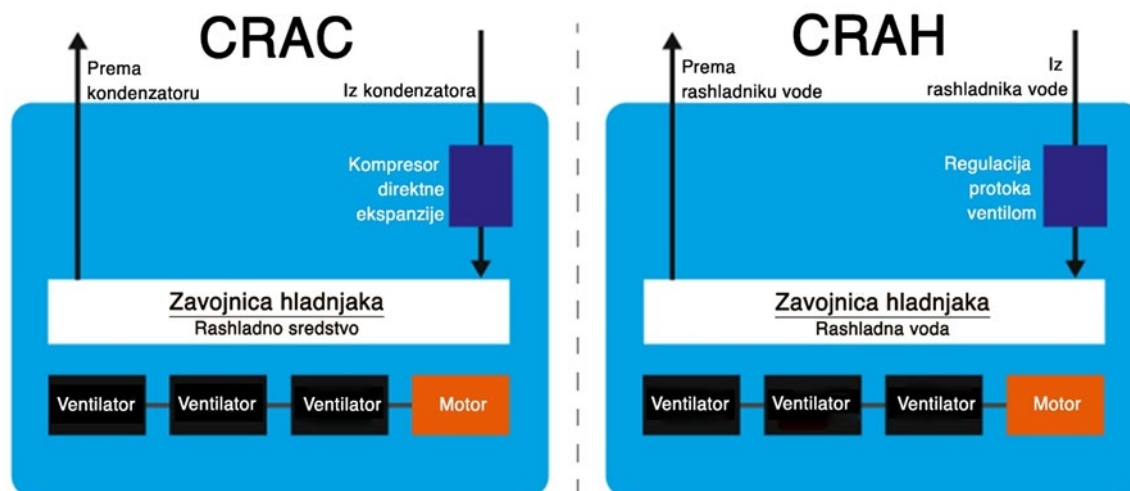 CRAC
Prema
kondenzatoru
Iz kondenzatora
Kompresor
direktne
ekspanzije
Zavojnica hladnjaka
Rashladno sredstvo
Ventilator
Ventilator
Ventilator
Motor
CRAH
Prema
rashladniku vode
Iz
rashladnika vode
Regulacija
protoka
ventilom
Zavojnica hladnjaka
Rashladna voda
Ventilator
Ventilator
Ventilator
Motor